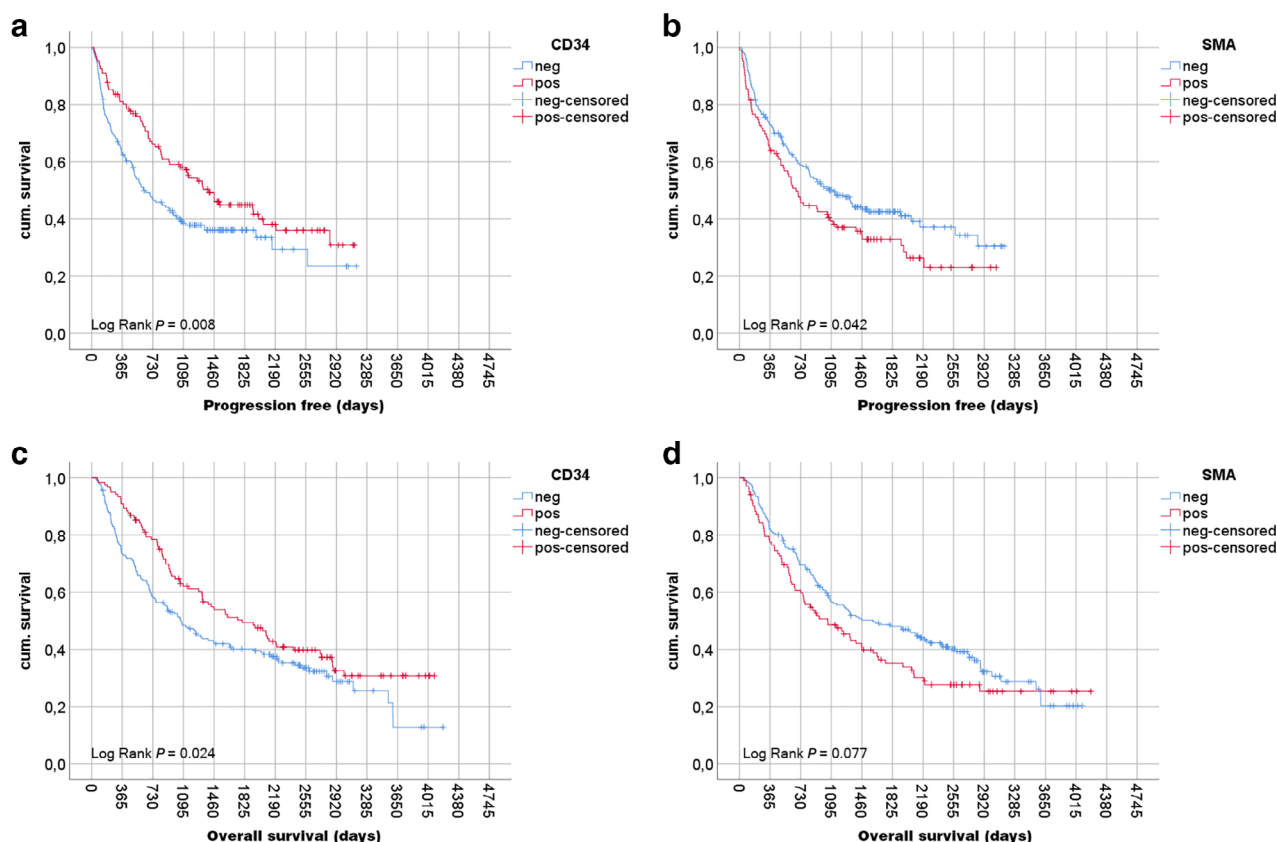 a
CD34
neg
pos
neg-censored
pos-censored
1,0
0,8
0,6
0,4
0,2
0,0
cum. survival
Log Rank P = 0.008
0 365 730 1095 1460 1825 2190 2555 2920 3285 3650 4015 4380 4745
Progression free (days)
b
SMA
neg
pos
neg-censored
pos-censored
1,0
0,8
0,6
0,4
0,2
0,0
cum. survival
Log Rank P = 0.042
0 365 730 1095 1460 1825 2190 2555 2920 3285 3650 4015 4380 4745
Progression free (days)
c
CD34
neg
pos
neg-censored
pos-censored
1,0
0,8
0,6
0,4
0,2
0,0
cum. survival
Log Rank P = 0.024
0 365 730 1095 1460 1825 2190 2555 2920 3285 3650 4015 4380 4745
Overall survival (days)
d
SMA
neg
pos
neg-censored
pos-censored
1,0
0,8
0,6
0,4
0,2
0,0
cum. survival
Log Rank P = 0.077
0 365 730 1095 1460 1825 2190 2555 2920 3285 3650 4015 4380 4745
Overall survival (days)